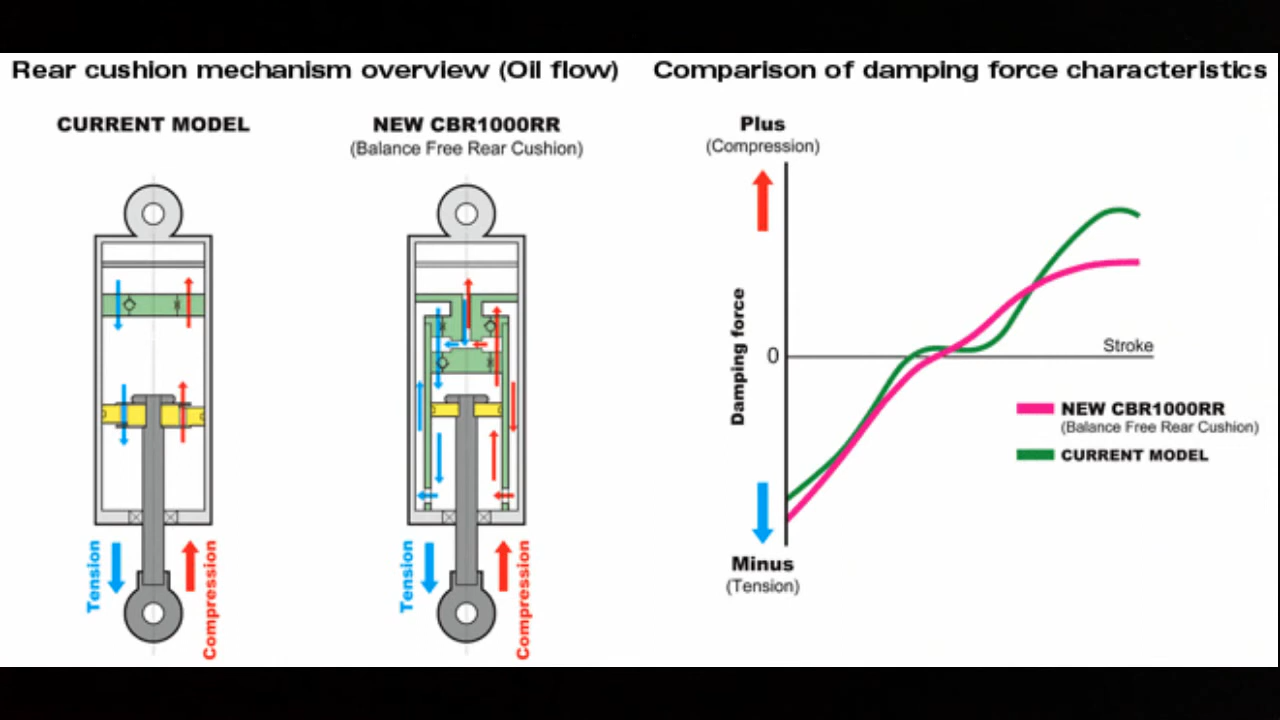 Rear cushion mechanism overview (Oil flow)
CURRENT MODEL
NEW CBR1000RR
(Balance Free Rear Cushion)
Tension
Compression
Tension
Compression
Comparison of damping force characteristics
Plus
(Compression)
Damping force
0
Stroke
NEW CBR1000RR
(Balance Free Rear Cushion)
CURRENT MODEL
Minus
(Tension)